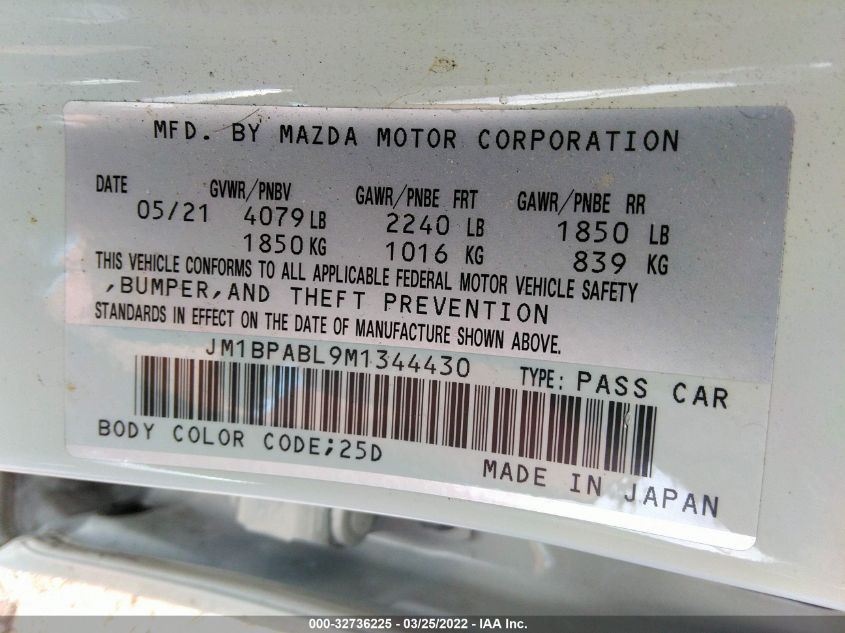 MFD. BY MAZDA MOTOR CORPORATION
DATE GVWR/PNBV GAWR/PNBE FRT GAWR/PNBE RR
05/21 4079 LB 2240 LB 1850 LB
1850 KG 1016 KG 839 KG
THIS VEHICLE CONFORMS TO ALL APPLICABLE FEDERAL MOTOR VEHICLE SAFETY
,BUMPER,AND THEFT PREVENTION
STANDARDS IN EFFECT ON THE DATE OF MANUFACTURE SHOWN ABOVE.
JM1BPABL9M1344430 TYPE: PASS CAR
BODY COLOR CODE;25D
MADE IN JAPAN
000-32736225 - 03/25/2022 - IAA Inc.